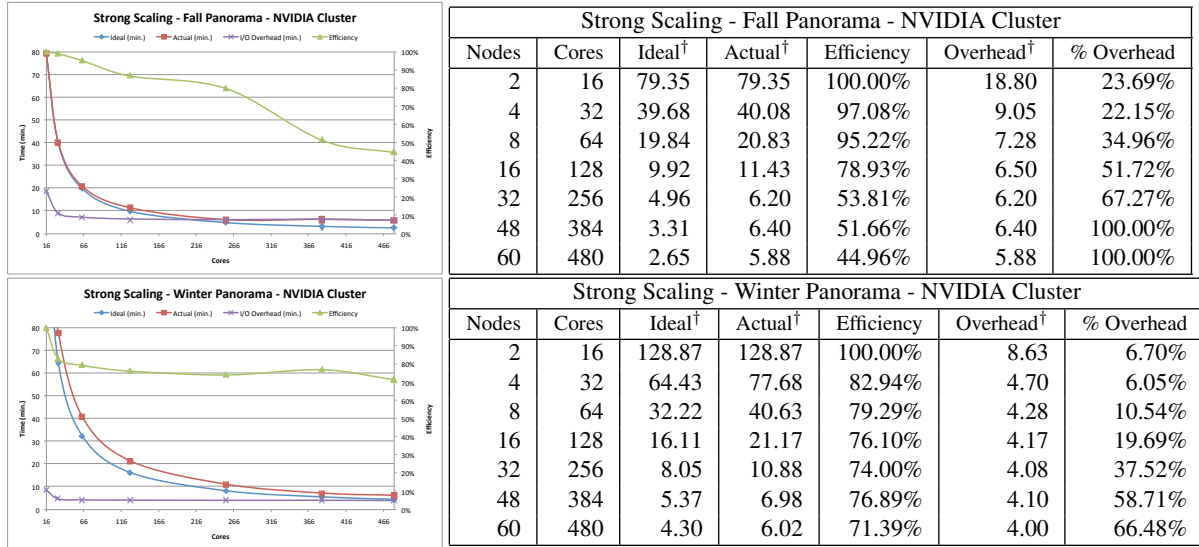 Strong Scaling - Fall Panorama - NVIDIA Cluster
Ideal (min.) Actual (min.) I/O Overhead (min.) Efficiency
80 100%
90%
70
80%
60
70%
50
60%
40 50%
40%
30
30%
20
20%
10
10%
0 0%
16 66 116 166 216 266 316 366 416 466
Time (min.)
Efficiency
Cores
Strong Scaling - Fall Panorama - NVIDIA Cluster
Nodes Cores Ideal† Actual† Efficiency Overhead† % Overhead
2 16 79.35 79.35 100.00% 18.80 23.69%
4 32 39.68 40.08 97.08% 9.05 22.15%
8 64 19.84 20.83 95.22% 7.28 34.96%
16 128 9.92 11.43 78.93% 6.50 51.72%
32 256 4.96 6.20 53.81% 6.20 67.27%
48 384 3.31 6.40 51.66% 6.40 100.00%
60 480 2.65 5.88 44.96% 5.88 100.00%
Strong Scaling - Winter Panorama - NVIDIA Cluster
Ideal (min.) Actual (min.) I/O Overhead (min.) Efficiency
80 100%
90%
70
80%
60
70%
50
60%
40 50%
40%
30
30%
20
20%
10
10%
0 0%
16 66 116 166 216 266 316 366 416 466
Time (min.)
Efficiency
Cores
Strong Scaling - Winter Panorama - NVIDIA Cluster
Nodes Cores Ideal† Actual† Efficiency Overhead† % Overhead
2 16 128.87 128.87 100.00% 8.63 6.70%
4 32 64.43 77.68 82.94% 4.70 6.05%
8 64 32.22 40.63 79.29% 4.28 10.54%
16 128 16.11 21.17 76.10% 4.17 19.69%
32 256 8.05 10.88 74.00% 4.08 37.52%
48 384 5.37 6.98 76.89% 4.10 58.71%
60 480 4.30 6.02 71.39% 4.00 66.48%